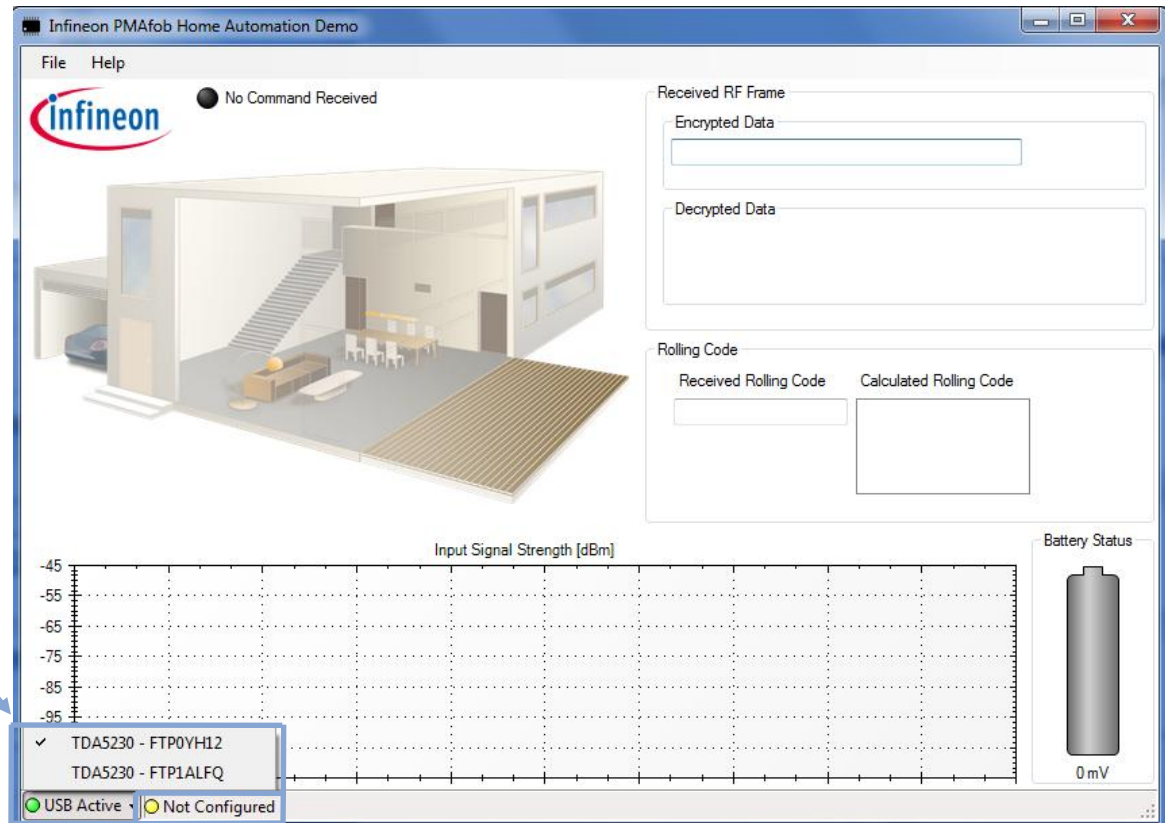 Infineon PMAfob Home Automation Demo
File Help
infineon
No Command Received
Received RF Frame
Encrypted Data
Decrypted Data
Rolling Code
Received Rolling Code Calculated Rolling Code
Input Signal Strength [dBm]
Battery Status
-45
-55
-65
-75
-85
-95
✓ TDA5230 - FTP0YH12
TDA5230 - FTP1ALFQ
0 mV
USB Active Not Configured